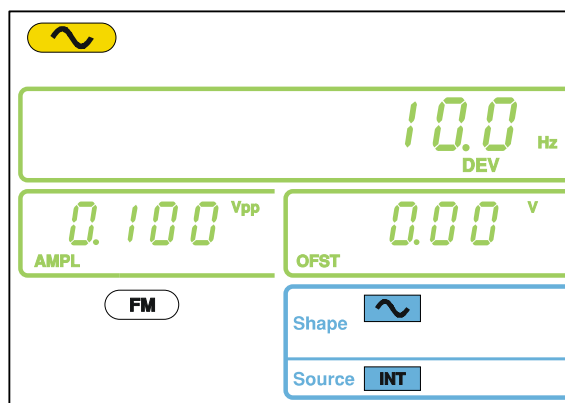 10.0 Hz
DEV
0.100 Vpp
AMPL
0.00 V
OFST
FM
Shape
Source INT